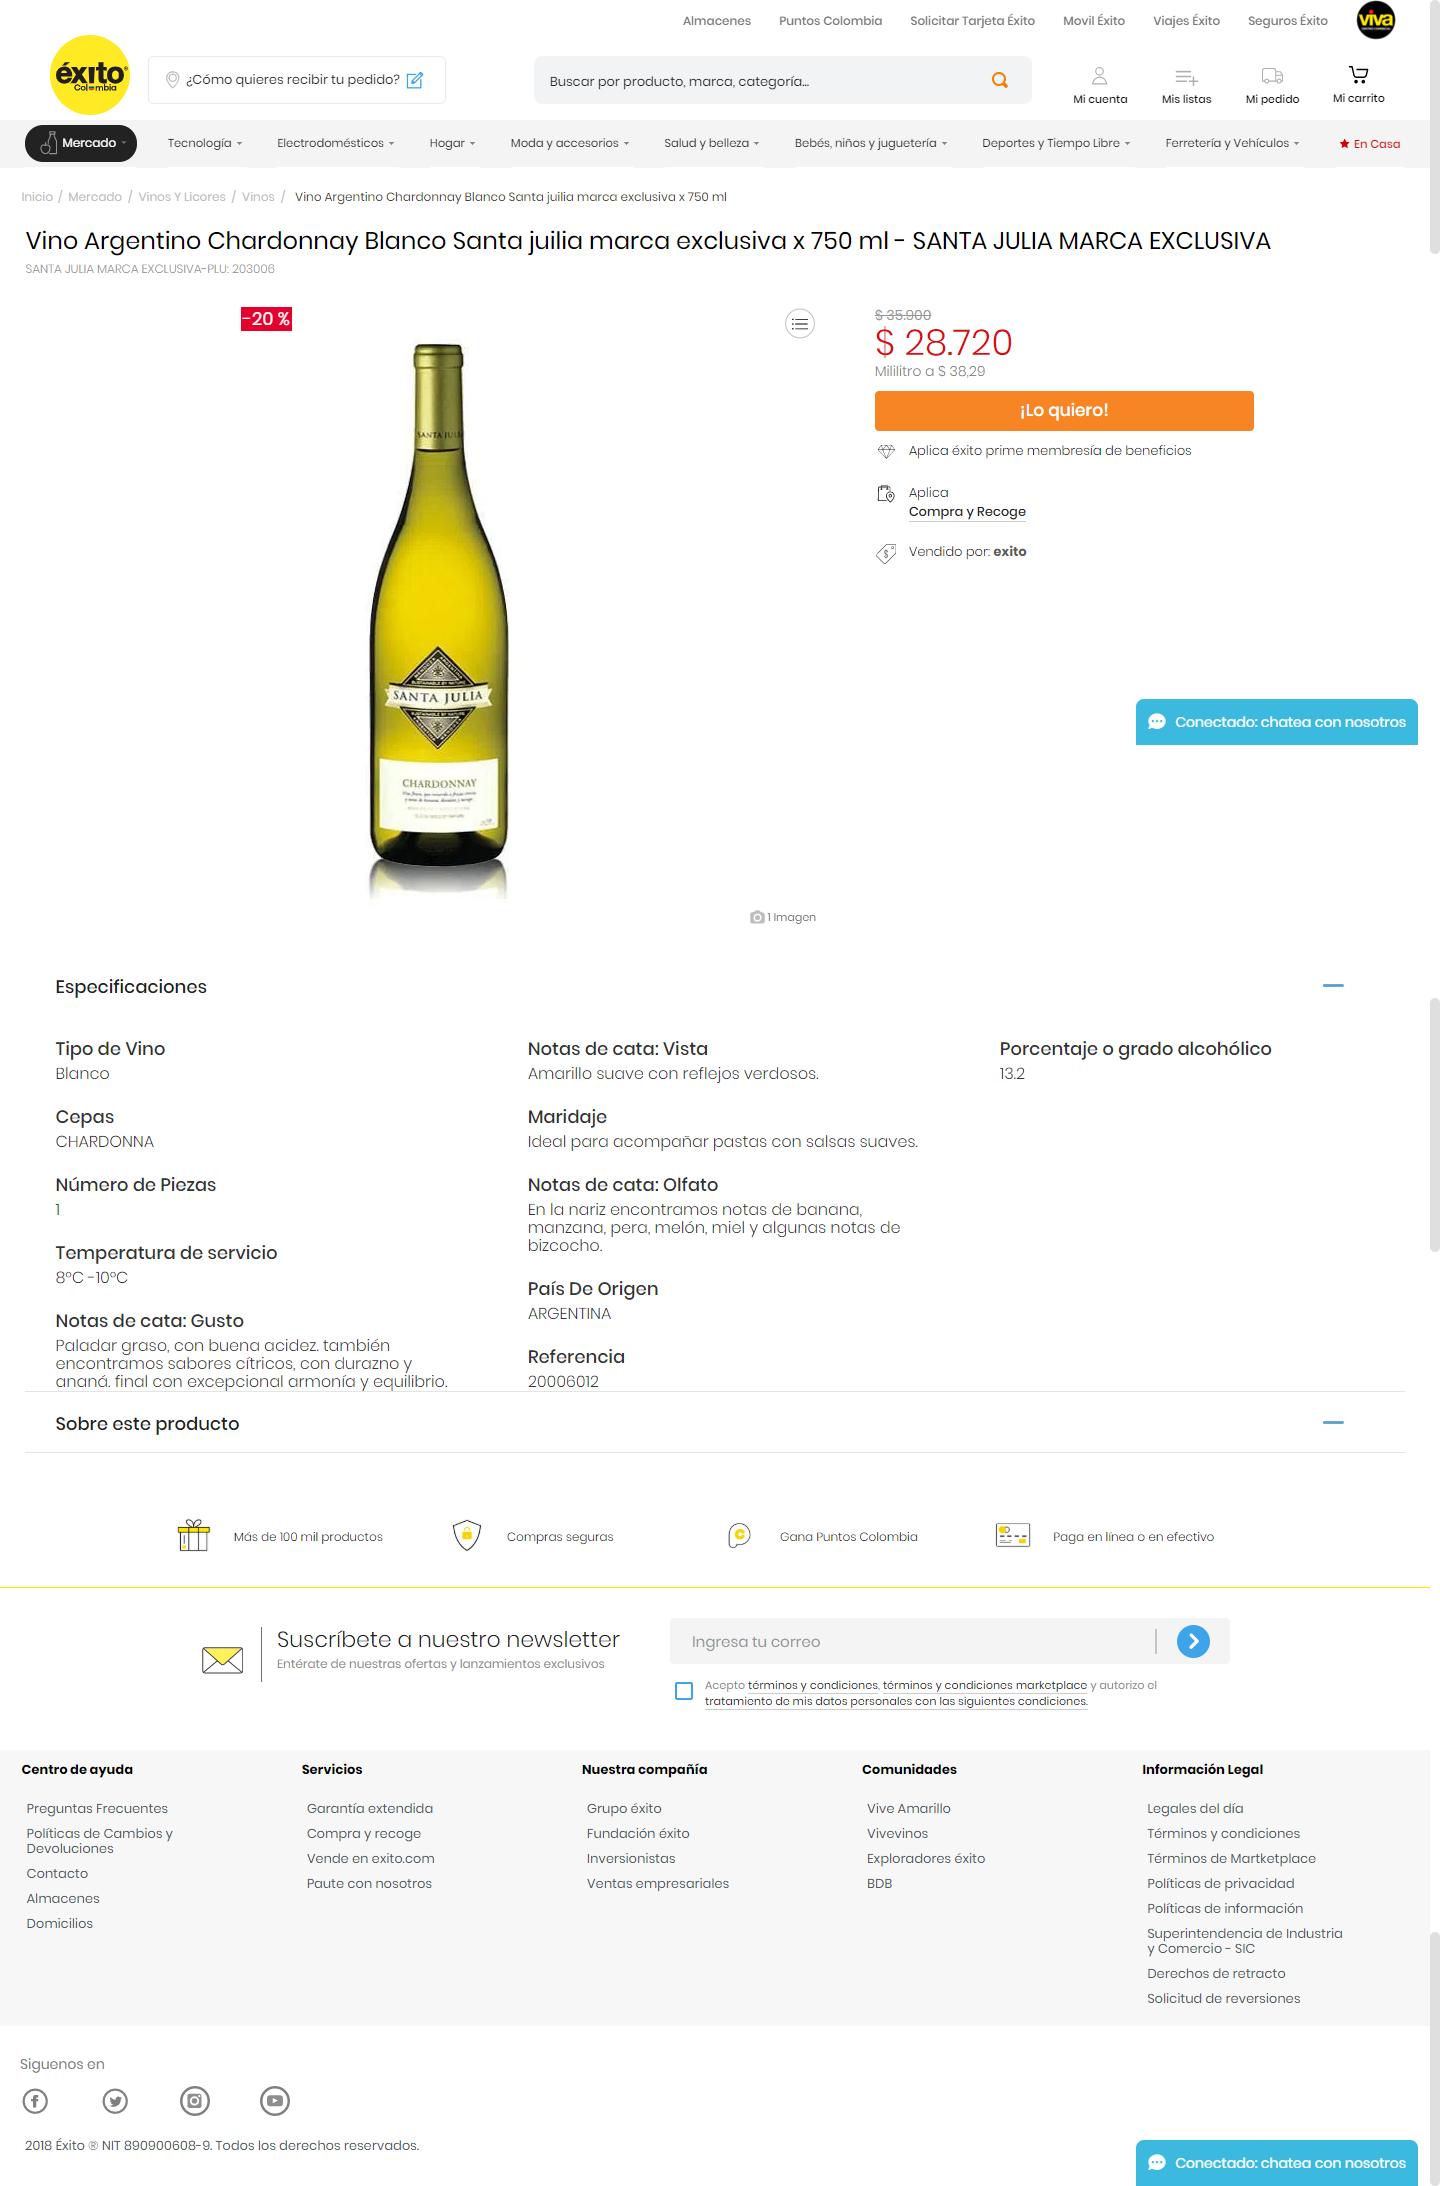 Almacenes Puntos Colombia Solicitar Tarjeta Éxito Movil Éxito Viajes Éxito Seguros Éxito viva
éxito
Colombia
¿Cómo quieres recibir tu pedido?
Buscar por producto, marca, categoría...
Mi cuenta Mis listas Mi pedido Mi carrito
Mercado Tecnología Electrodomésticos Hogar Moda y accesorios Salud y belleza Bebés, niños y juguetería Deportes y Tiempo Libre Ferretería y Vehículos En Casa
Inicio / Mercado / Vinos Y Licores / Vinos / Vino Argentino Chardonnay Blanco Santa juilia marca exclusiva x 750 ml
Vino Argentino Chardonnay Blanco Santa juilia marca exclusiva x 750 ml - SANTA JULIA MARCA EXCLUSIVA
SANTA JULIA MARCA EXCLUSIVA-PLU: 203006
-20 %
SANTA JULI
SANTA JULIA
CHARDONNAY
1 Imagen
$ 35.900
$ 28.720
Mililitro a $ 38,29
¡Lo quiero!
Aplica éxito prime membresía de beneficios
Aplica
Compra y Recoge
Vendido por: exito
Conectado: chatea con nosotros
Especificaciones
Tipo de Vino
Blanco
Cepas
CHARDONNA
Número de Piezas
1
Temperatura de servicio
8°C -10°C
Notas de cata: Gusto
Paladar graso, con buena acidez. también
encontramos sabores cítricos, con durazno y
ananá. final con excepcional armonía y equilibrio.
Notas de cata: Vista
Amarillo suave con reflejos verdosos.
Maridaje
Ideal para acompañar pastas con salsas suaves.
Notas de cata: Olfato
En la nariz encontramos notas de banana,
manzana, pera, melón, miel y algunas notas de
bizcocho.
País De Origen
ARGENTINA
Referencia
20006012
Porcentaje o grado alcohólico
13.2
Sobre este producto
Más de 100 mil productos Compras seguras Gana Puntos Colombia Paga en línea o en efectivo
Suscríbete a nuestro newsletter
Entérate de nuestras ofertas y lanzamientos exclusivos
Ingresa tu correo
Acepto términos y condiciones, términos y condiciones marketplace y autorizo el
tratamiento de mis datos personales con las siguientes condiciones.
Centro de ayuda
Preguntas Frecuentes
Políticas de Cambios y
Devoluciones
Contacto
Almacenes
Domicilios
Servicios
Garantía extendida
Compra y recoge
Vende en exito.com
Paute con nosotros
Nuestra compañía
Grupo éxito
Fundación éxito
Inversionistas
Ventas empresariales
Comunidades
Vive Amarillo
Vivevinos
Exploradores éxito
BDB
Información Legal
Legales del día
Términos y condiciones
Términos de Martketplace
Políticas de privacidad
Políticas de información
Superintendencia de Industria
y Comercio - SIC
Derechos de retracto
Solicitud de reversiones
Siguenos en
2018 Éxito ® NIT 890900608-9. Todos los derechos reservados.
Conectado: chatea con nosotros